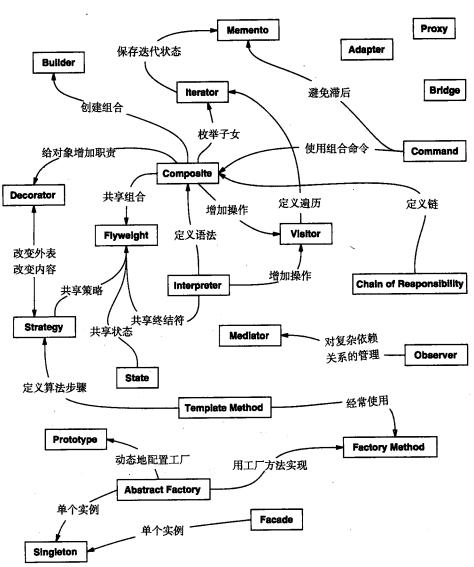 Memento
Proxy
Adapter
保存迭代状态
Builder
Iterator
避免滞后
Bridge
创建组合
枚举子女
给对象增加职责
使用组合命令
Command
Composite
Decorator
共享组合
增加操作
定义遍历
定义链
Flyweight
定义语法
Visitor
改变外表
改变内容
增加操作
共享策略
Interpreter
Chain of Responsibility
Strategy
共享状态
共享终结符
Mediator
对复杂依赖
关系的管理
Observer
State
定义算法步骤
Template Method
经常使用
Prototype
Factory Method
动态地配置工厂
用工厂方法实现
Abstract Factory
单个实例
单个实例
Facade
Singleton